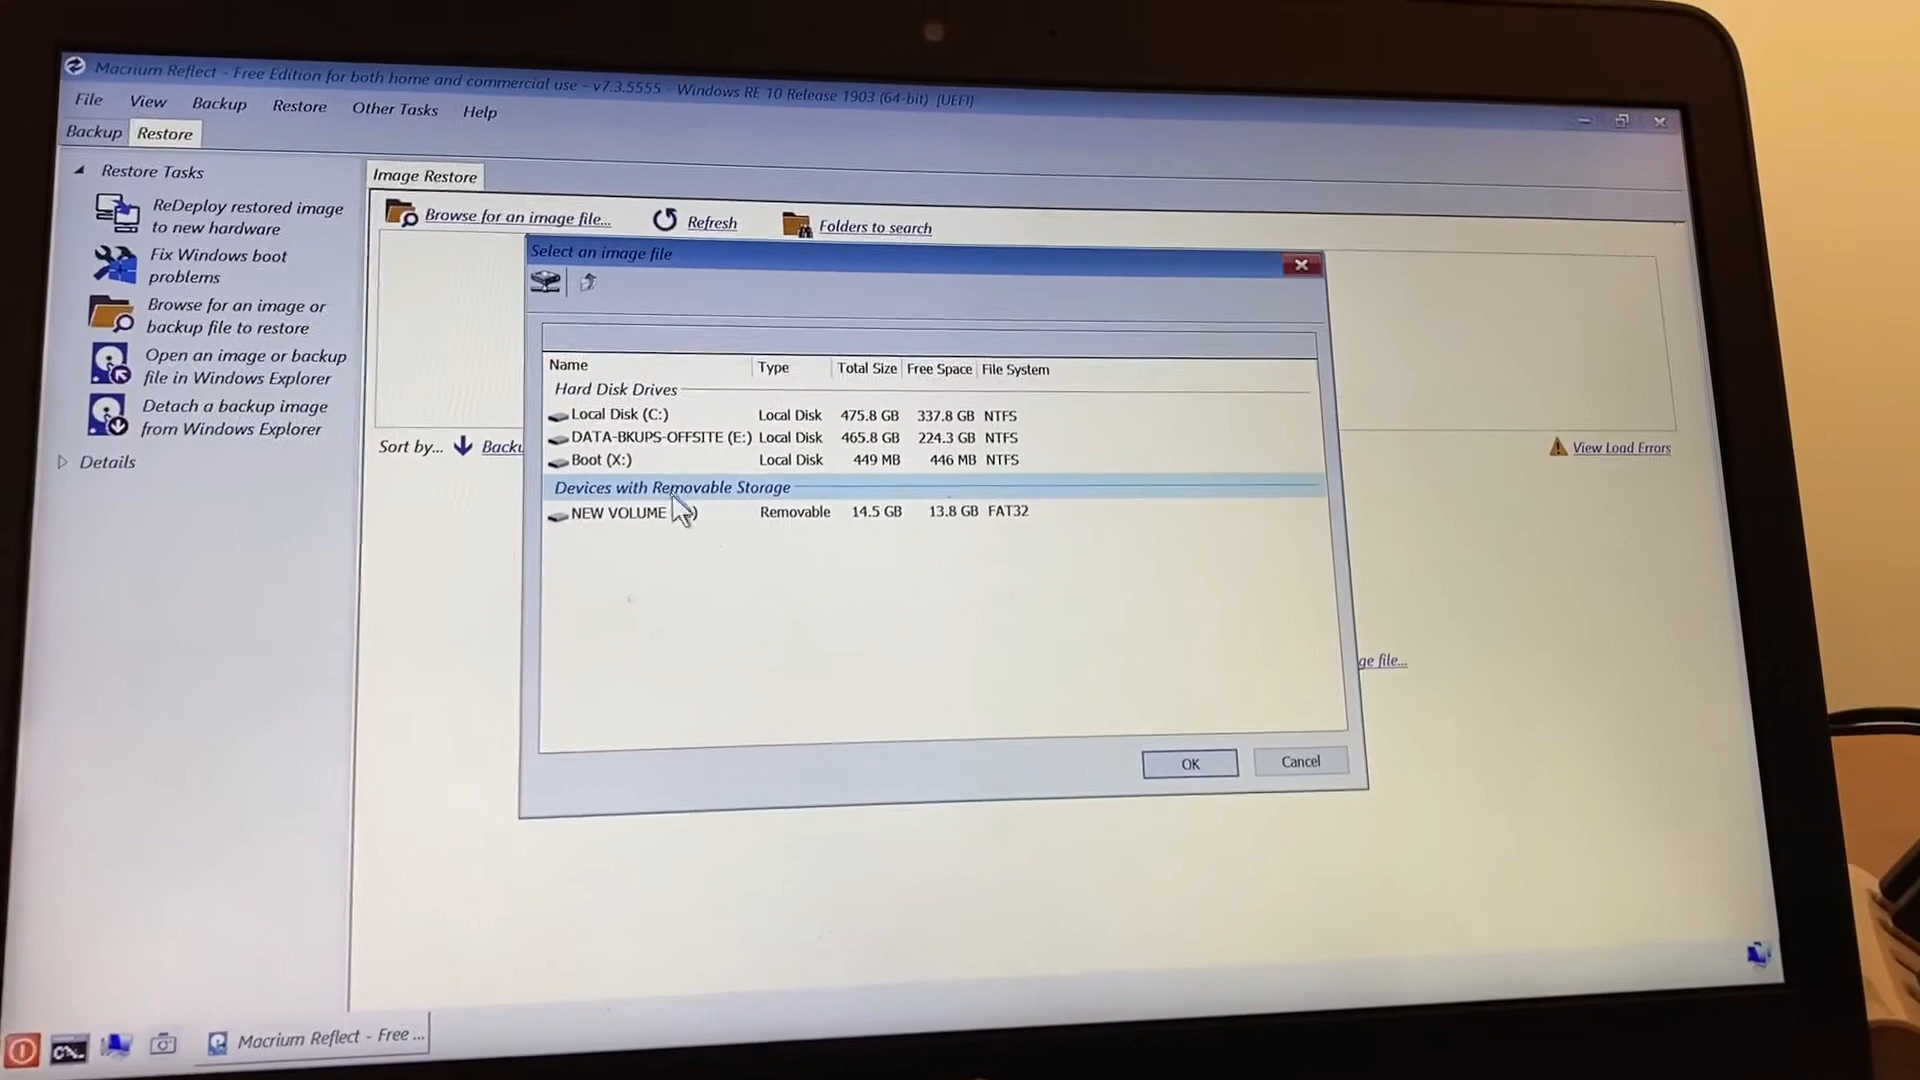 Macrium Reflect - Free Edition for both home and commercial use - v7.3.5555 - Windows RE 10 Release 1903 (64-bit) [UEFI]
File View Backup Restore Other Tasks Help
Backup Restore
Restore Tasks
ReDeploy restored image
to new hardware
Fix Windows boot
problems
Browse for an image or
backup file to restore
Open an image or backup
file in Windows Explorer
Detach a backup image
from Windows Explorer
Details
Image Restore
Browse for an image file... Refresh Folders to search
Sort by... Backu
View Load Errors
Select an image file
Name Type Total Size Free Space File System
Hard Disk Drives
Local Disk (C:) Local Disk 475.8 GB 337.8 GB NTFS
DATA-BKUPS-OFFSITE (E:) Local Disk 465.8 GB 224.3 GB NTFS
Boot (X:) Local Disk 449 MB 446 MB NTFS
Devices with Removable Storage
NEW VOLUME Removable 14.5 GB 13.8 GB FAT32
ge file...
OK Cancel
Macrium Reflect - Free ...